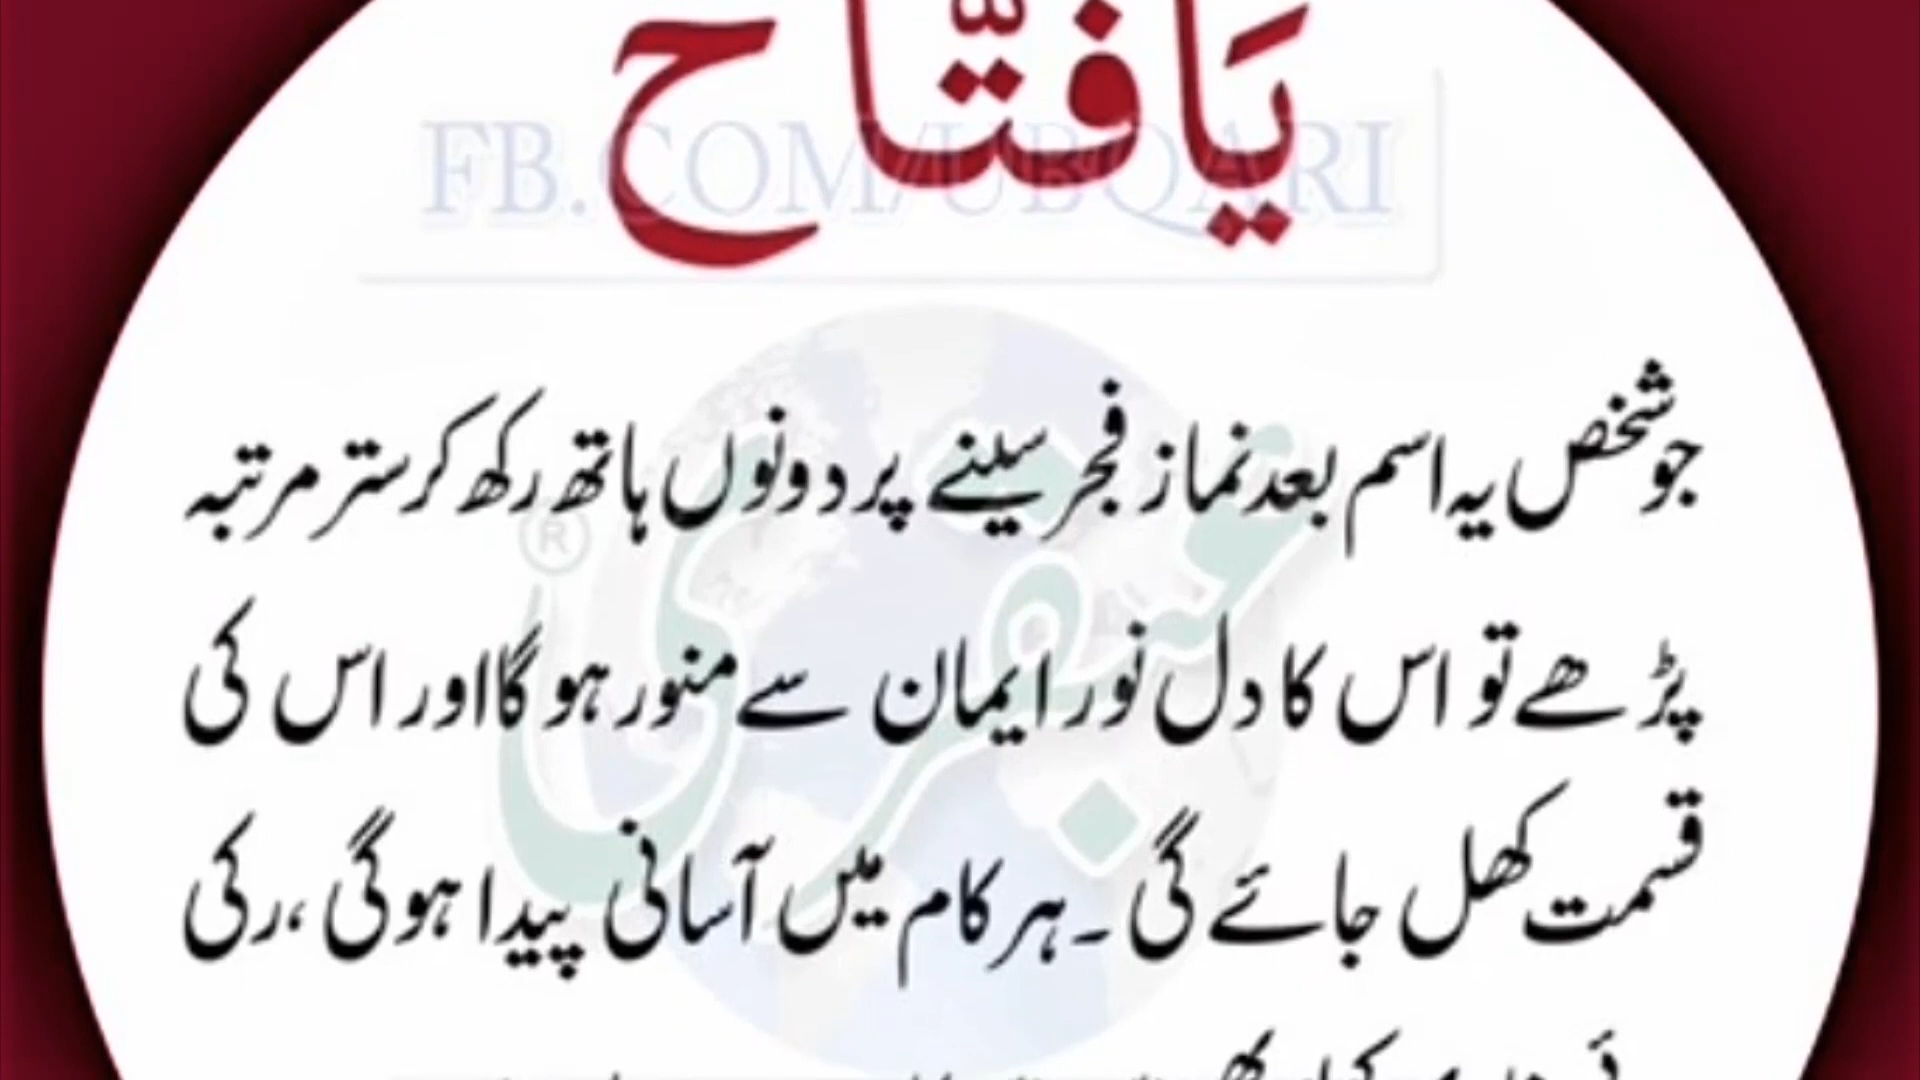 یَافَتَّاحُ
FB.COM/UBQARI
جو شخص یہ اسم بعد نماز فجر سینے پر دونوں ہاتھ رکھ کر ستر مرتبہ
عبقری ®
پڑھے تو اس کا دل نور ایمان سے منور ہو گا اور اس کی
قسمت کھل جائے گی ۔ ہر کام میں آسانی پیدا ہو گی ، رکی